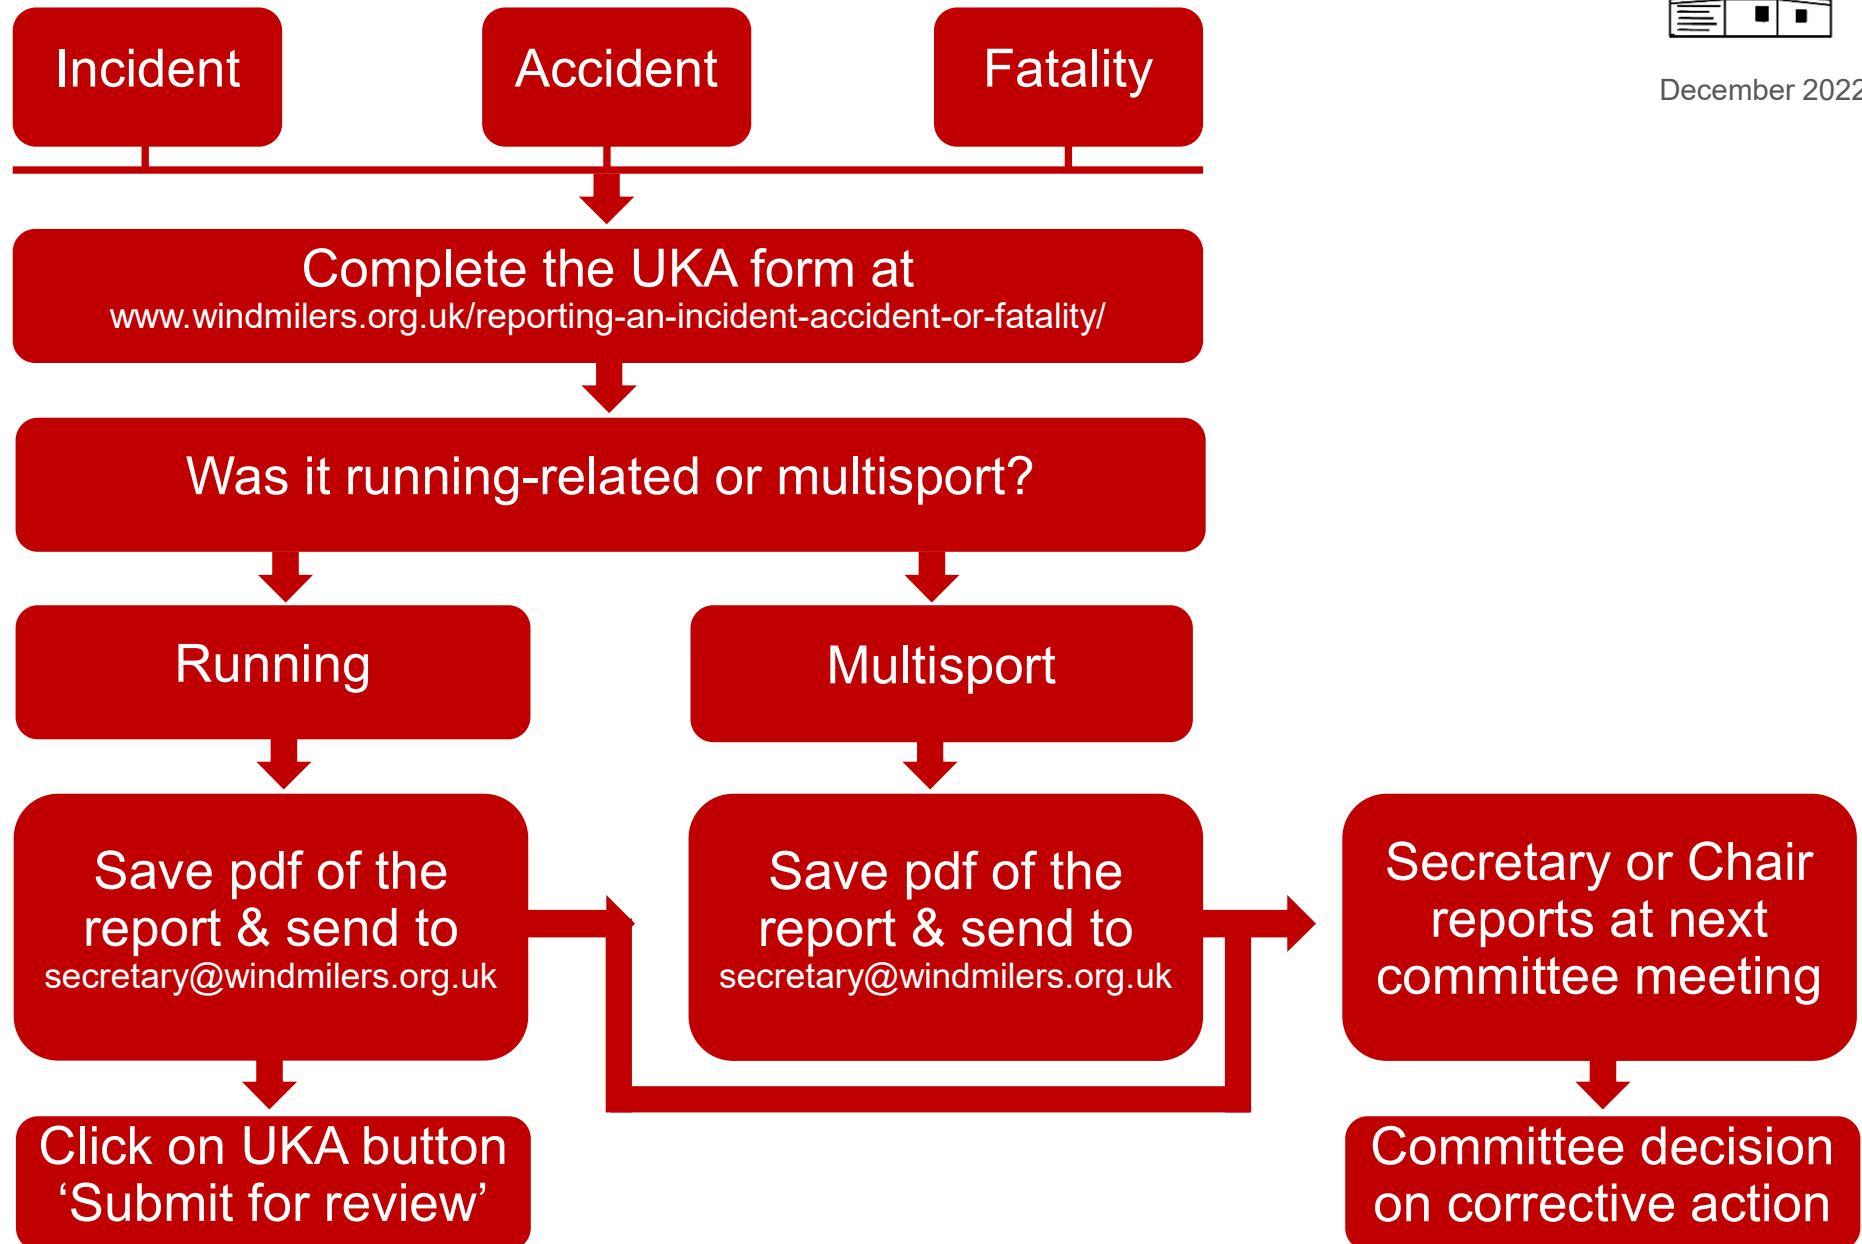 Incident
Accident
Fatality
December 2022
Complete the UKA form at
www.windmilers.org.uk/reporting-an-incident-accident-or-fatality/
Was it running-related or multisport?
Running
Multisport
Save pdf of the
report & send to
secretary@windmilers.org.uk
Save pdf of the
report & send to
secretary@windmilers.org.uk
Secretary or Chair
reports at next
committee meeting
Click on UKA button
‘Submit for review’
Committee decision
on corrective action